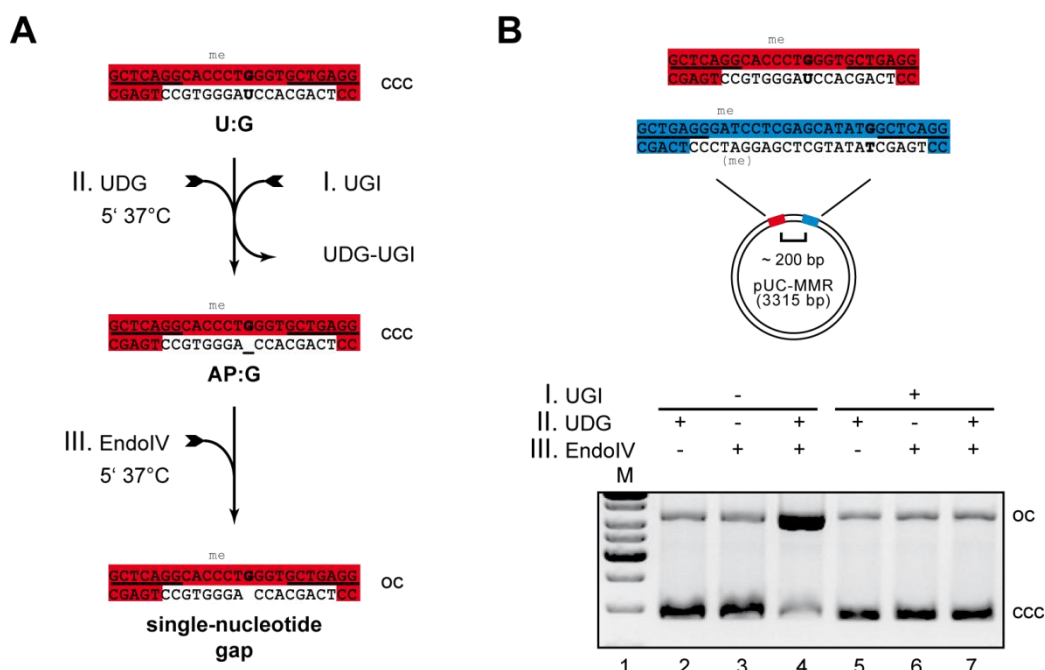 A
me
GCTCAGGCACCCTGGGTGCTGAGG
CGAGTCCGTGGGAUCCACGACTCC
ccc
U:G
II. UDG
5‘ 37°C
I. UGI
UDG-UGI
me
GCTCAGGCACCCTGGGTGCTGAGG
CGAGTCCGTGGGA_CCACGACTCC
ccc
AP:G
III. EndoIV
5‘ 37°C
me
GCTCAGGCACCCTGGGTGCTGAGG
CGAGTCCGTGGGA CCACGACTCC
oc
single-nucleotide
gap
B
me
GCTCAGGCACCCTGGGTGCTGAGG
CGAGTCCGTGGGAUCCACGACTCC
me
GCTGAGGGATCCTCGAGCATATGGCTCAGG
CGACTCCCTAGGAGCTCGTATATCGAGTCC
(me)
~ 200 bp
pUC-MMR
(3315 bp)
I. UGI - +
II. UDG + - + + - +
III. EndoIV - + + - + +
M
oc
ccc
1 2 3 4 5 6 7